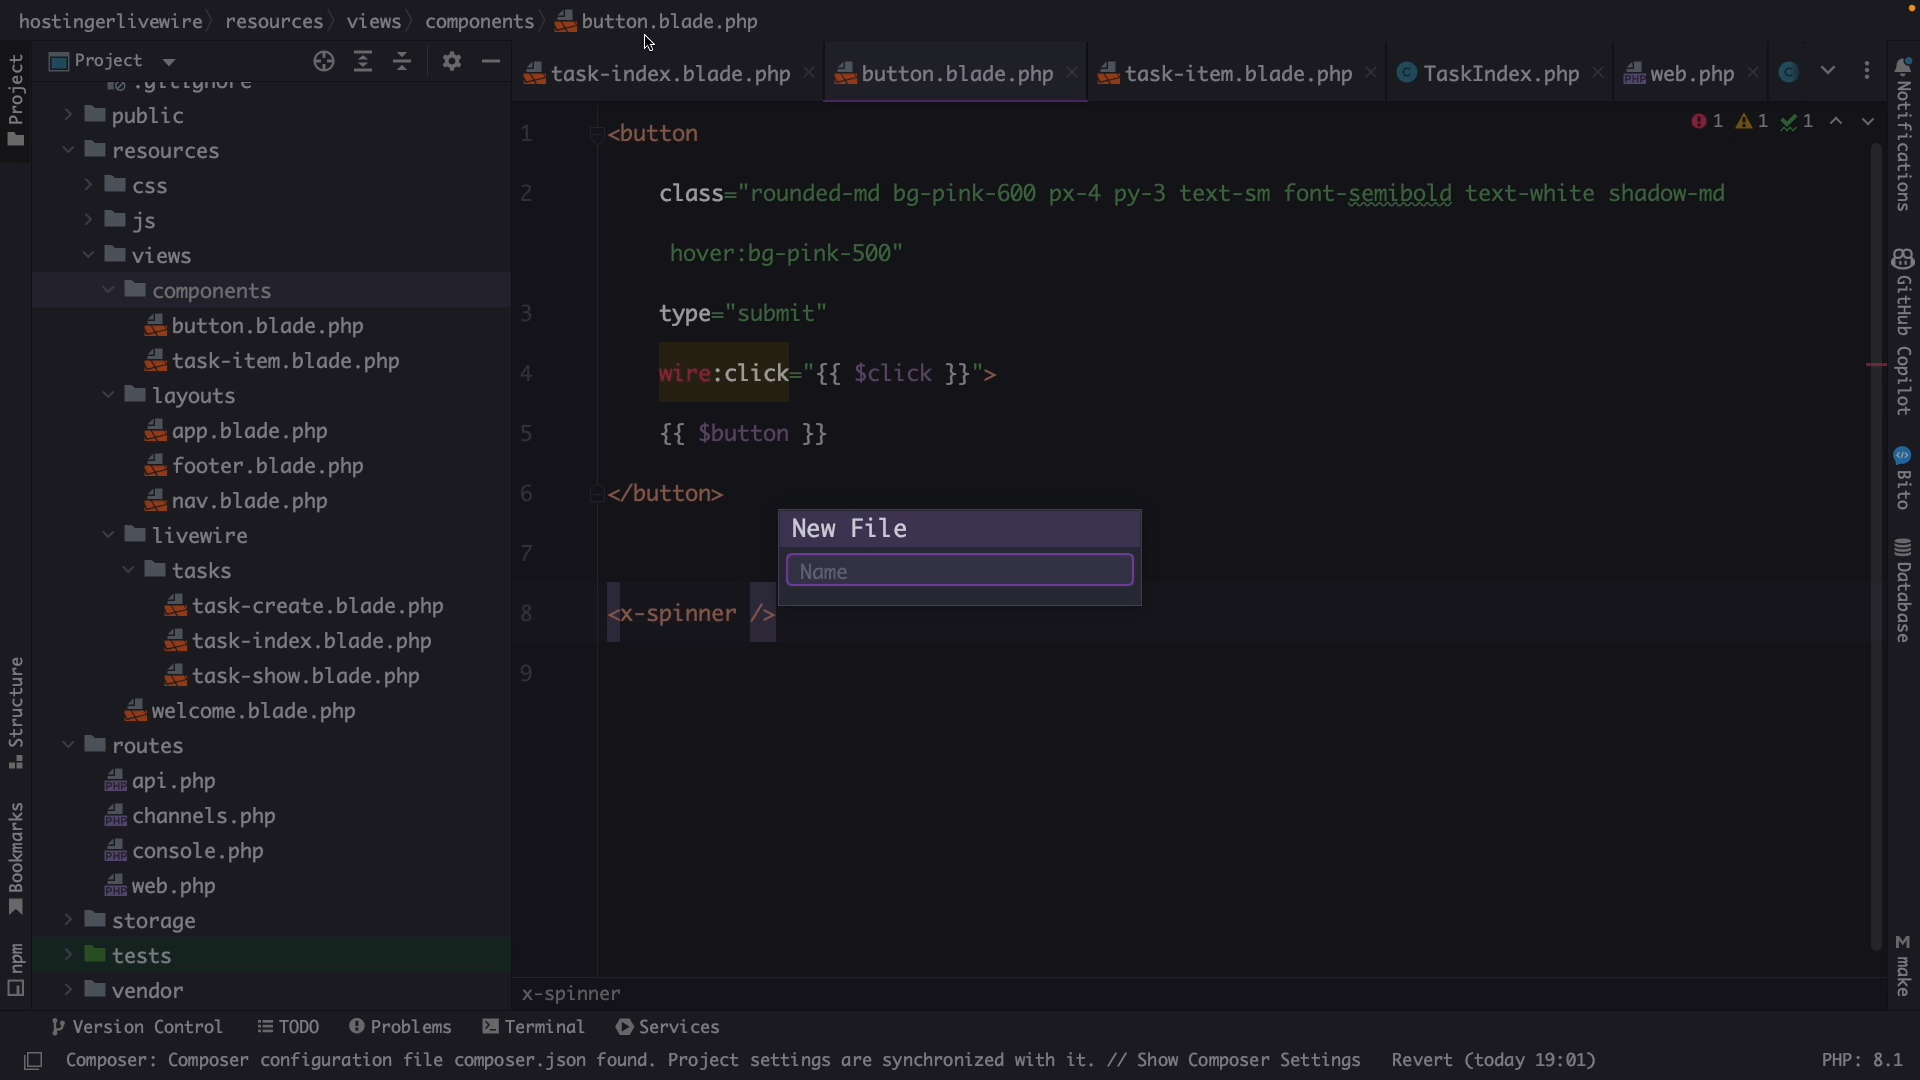 hostingerlivewire
resources
views
components
button.blade.php
Project
Project
.gitignore
public
resources
css
js
views
components
button.blade.php
task-item.blade.php
layouts
app.blade.php
footer.blade.php
nav.blade.php
livewire
tasks
task-create.blade.php
task-index.blade.php
task-show.blade.php
welcome.blade.php
routes
api.php
channels.php
console.php
web.php
storage
tests
vendor
Structure
Bookmarks
npm
task-index.blade.php
button.blade.php
task-item.blade.php
TaskIndex.php
web.php
1 1 1
1 <button
2 class="rounded-md bg-pink-600 px-4 py-3 text-sm font-semibold text-white shadow-md
hover:bg-pink-500"
3 type="submit"
4 wire:click="{{ $click }}">
5 {{ $button }}
6 </button>
7
8 <x-spinner />
9
New File
Name
x-spinner
Notifications
GitHub Copilot
Bito
Database
M make
Version Control
TODO
Problems
Terminal
Services
Composer: Composer configuration file composer.json found. Project settings are synchronized with it. // Show Composer Settings Revert (today 19:01)
PHP: 8.1